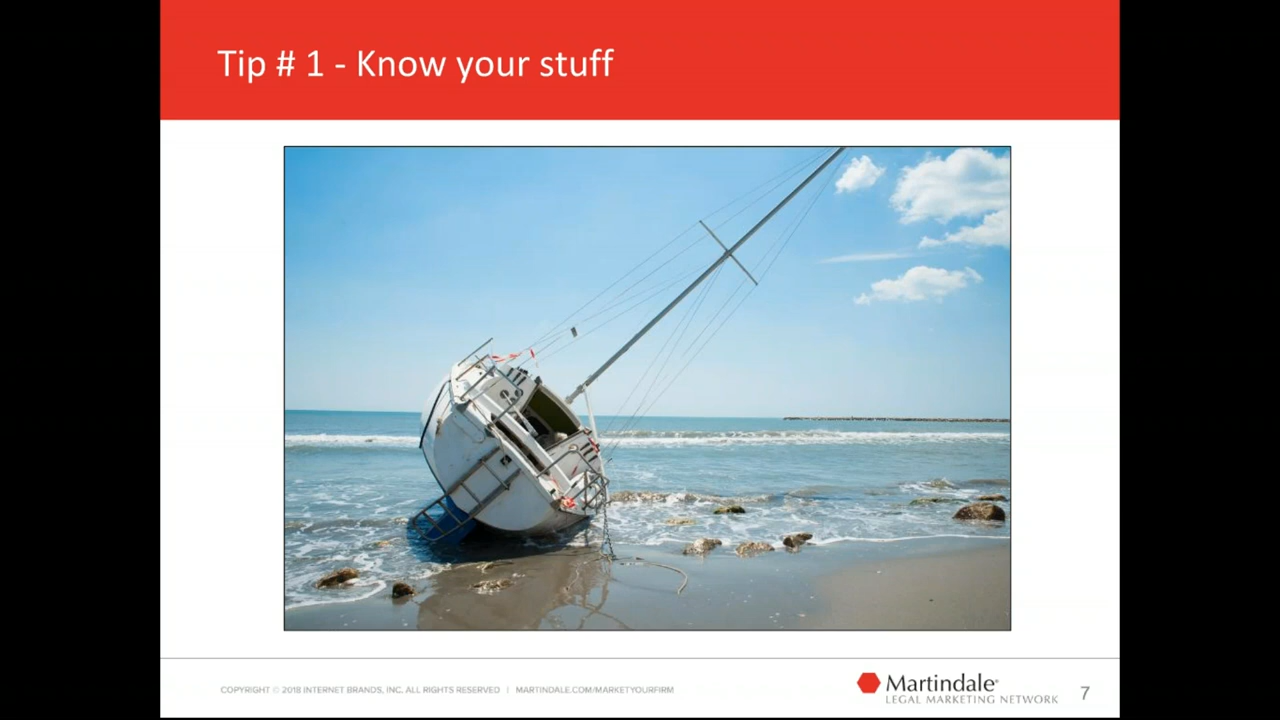 Tip # 1 - Know your stuff
COPYRIGHT © 2018 INTERNET BRANDS, INC. ALL RIGHTS RESERVED | MARTINDALE.COM/MARKETYOURFIRM
Martindale®
LEGAL MARKETING NETWORK
7